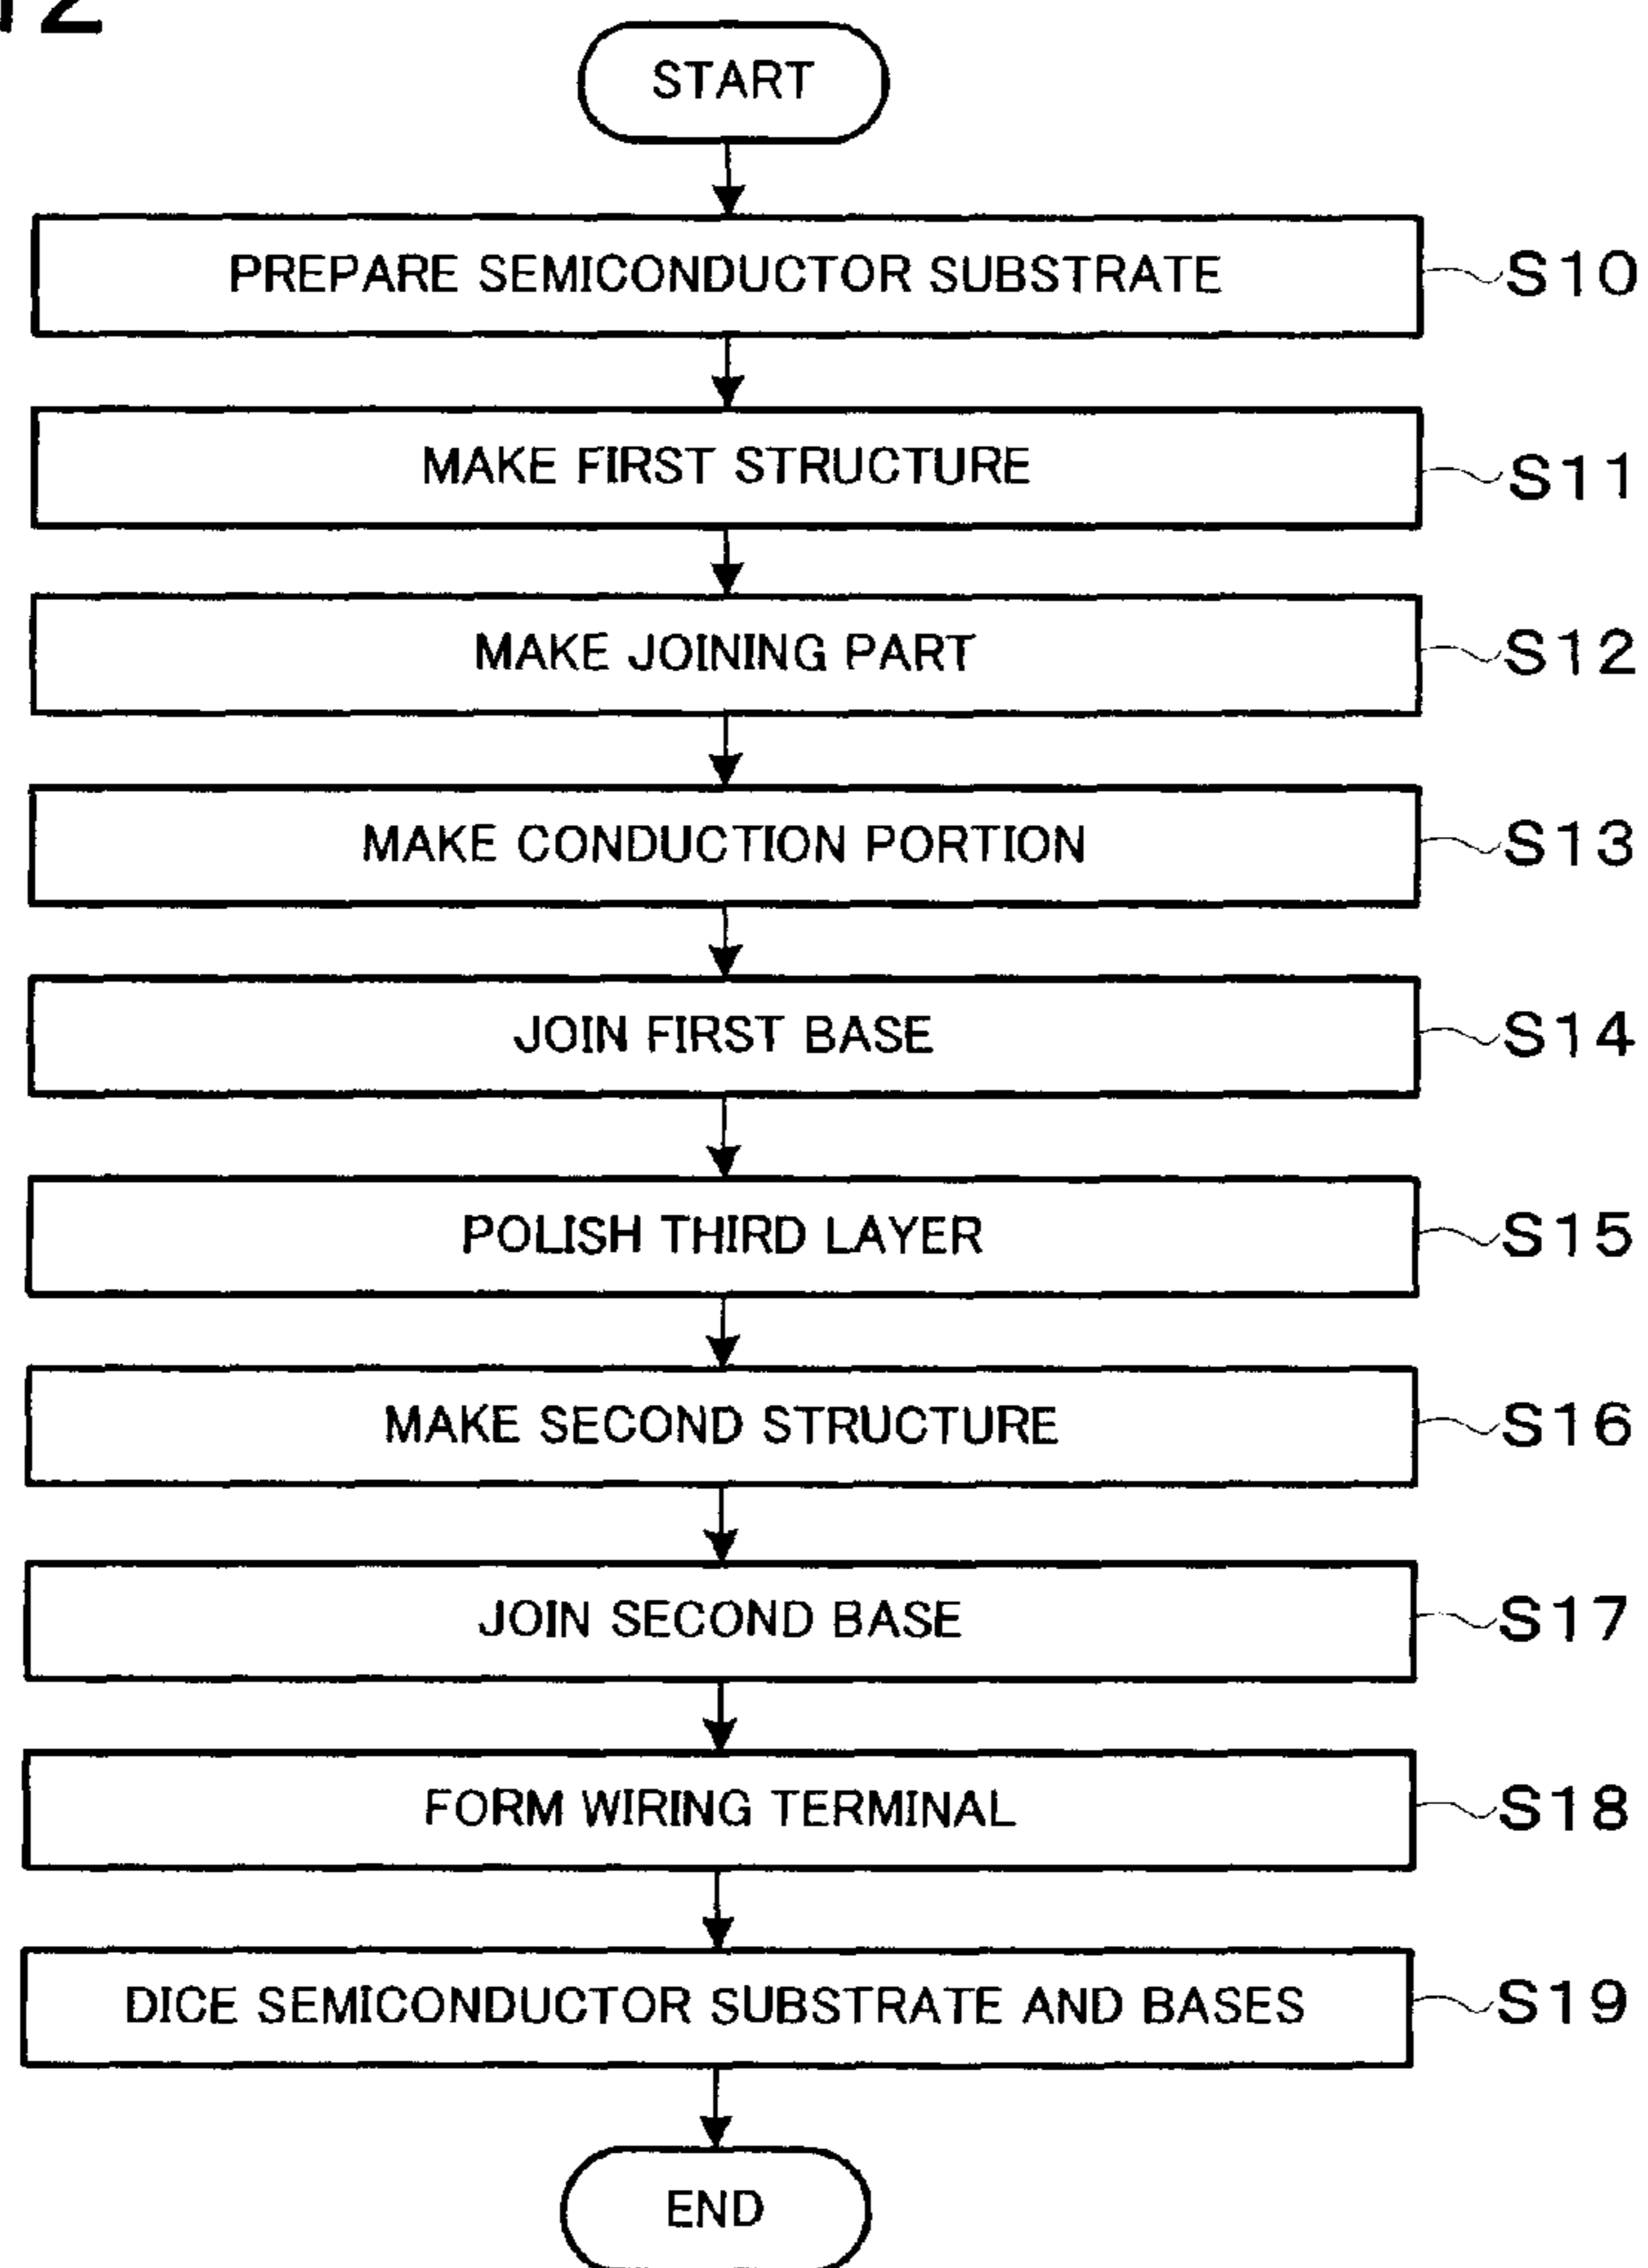 12
START
PREPARE SEMICONDUCTOR SUBSTRATE S10
MAKE FIRST STRUCTURE S11
MAKE JOINING PART S12
MAKE CONDUCTION PORTION S13
JOIN FIRST BASE S14
POLISH THIRD LAYER S15
MAKE SECOND STRUCTURE S16
JOIN SECOND BASE S17
FORM WIRING TERMINAL S18
DICE SEMICONDUCTOR SUBSTRATE AND BASES S19
END